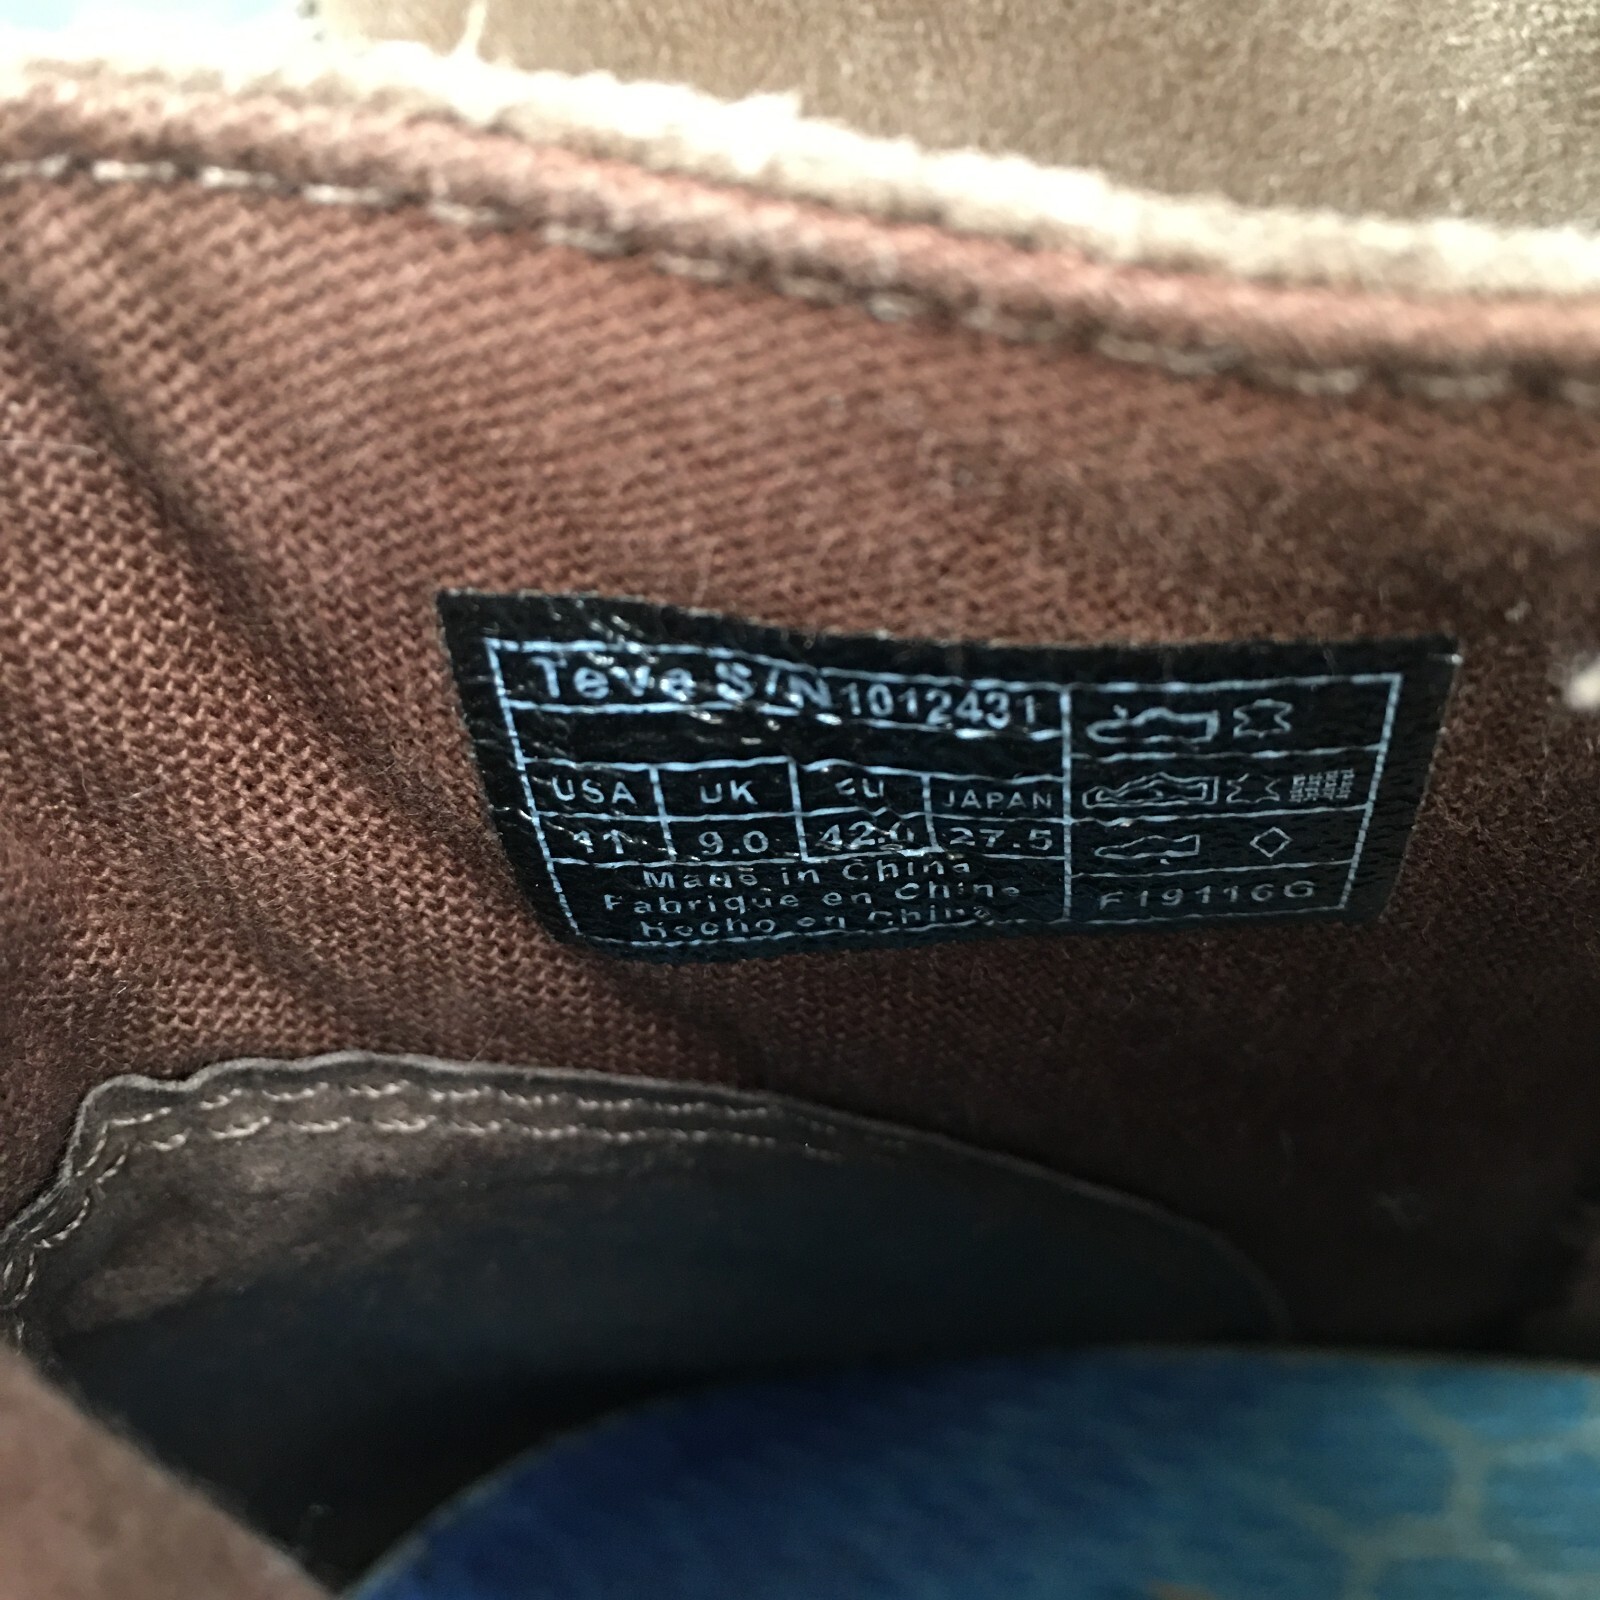 Teva S/N 1012431
USA UK EU JAPAN
11 9.0 42.0 27.5
Made in China
Fabrique en Chine
Hecho en China
F19116G